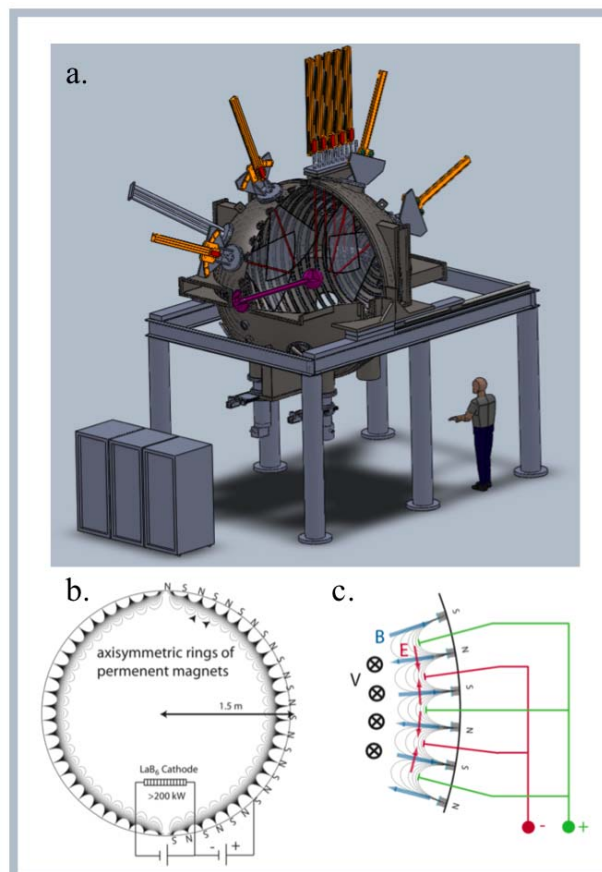 a.
b.
N S N S N S N S
axisymmetric rings of
permenent magnets
1.5 m
LaB₆ Cathode
>200 kW
- +
c.
S
B
N
E
V
S
N
S
N
- +